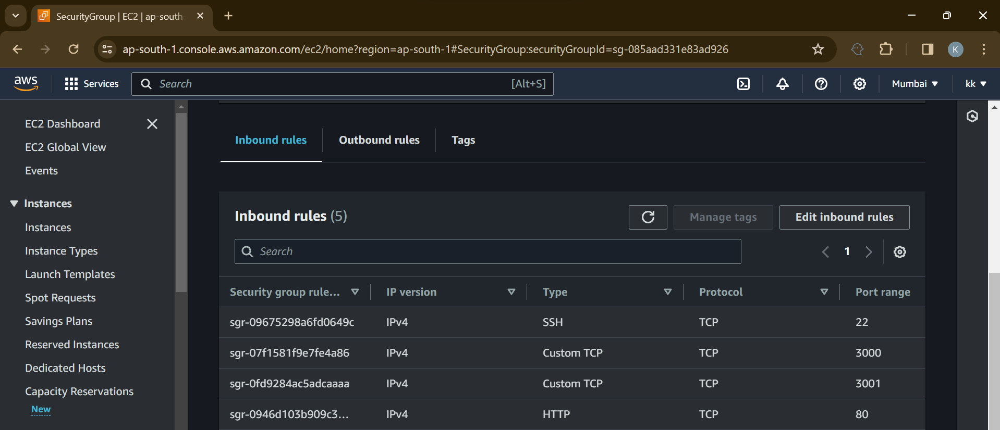 SecurityGroup | EC2 | ap-south-
ap-south-1.console.aws.amazon.com/ec2/home?region=ap-south-1#SecurityGroup:securityGroupId=sg-085aad331e83ad926
K
aws
Services
Search
[Alt+S]
Mumbai
kk
EC2 Dashboard
EC2 Global View
Events
Instances
Instances
Instance Types
Launch Templates
Spot Requests
Savings Plans
Reserved Instances
Dedicated Hosts
Capacity Reservations
New
Inbound rules
Outbound rules
Tags
Inbound rules (5)
Manage tags
Edit inbound rules
Search
1
Security group rule... IP version Type Protocol Port range
sgr-09675298a6fd0649c IPv4 SSH TCP 22
sgr-07f1581f9e7fe4a86 IPv4 Custom TCP TCP 3000
sgr-0fd9284ac5adcaaaa IPv4 Custom TCP TCP 3001
sgr-0946d103b909c3... IPv4 HTTP TCP 80